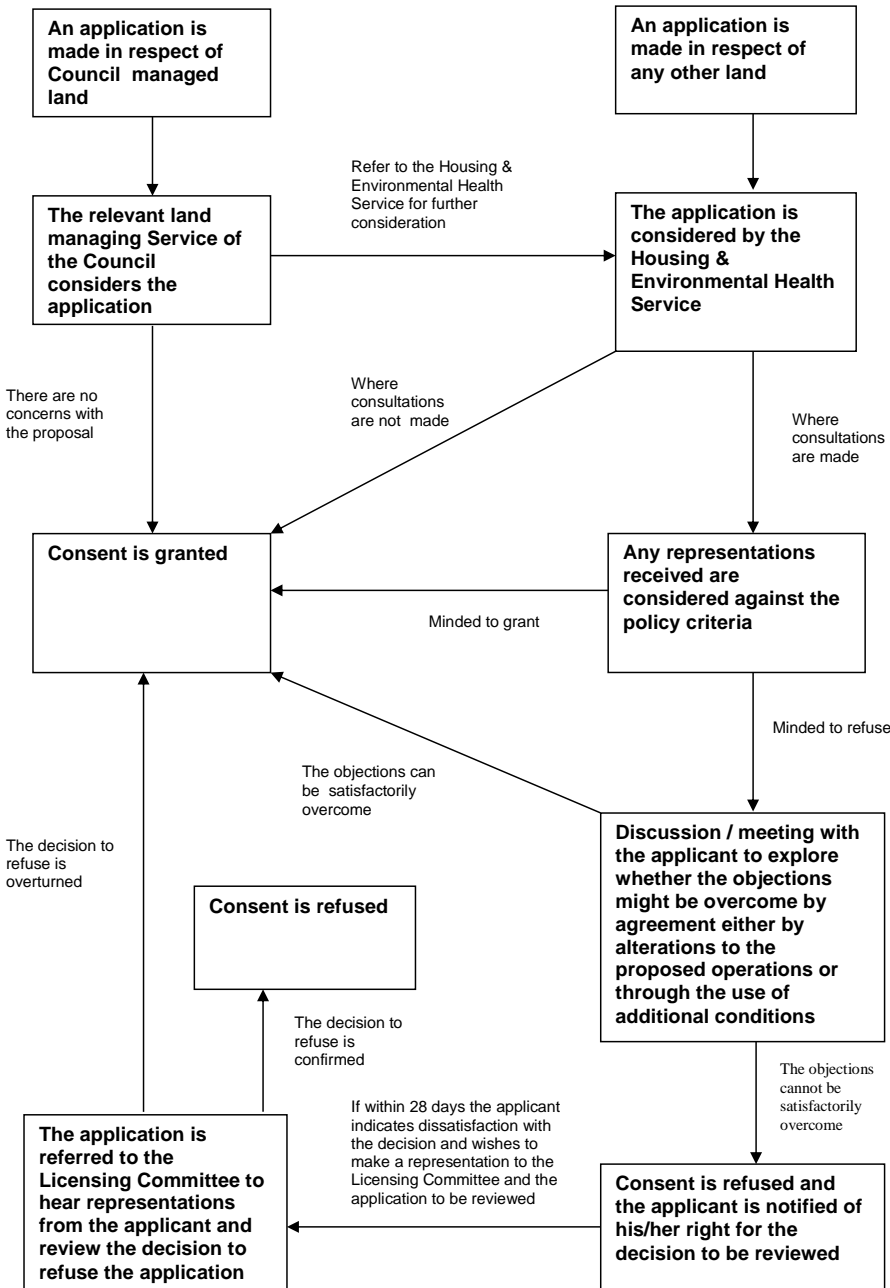 An application is
made in respect of
Council  managed
land
An application is
made in respect of
any other land
Refer to the Housing &
Environmental Health
Service for further
consideration
The relevant land
managing Service of
the Council
considers the
application
The application is
considered by the
Housing &
Environmental Health
Service
There are no
concerns with
the proposal
Where
consultations
are not  made
Where
consultations
are made
Consent is granted
Any representations
received are
considered against the
policy criteria
Minded to grant
Minded to refuse
The objections can
be  satisfactorily
overcome
The decision to
refuse is
overturned
Discussion / meeting with
the applicant to explore
whether the objections
might be overcome by
agreement either by
alterations to the
proposed operations or
through the use of
additional conditions
Consent is refused
The decision to
refuse is
confirmed
The objections
cannot be
satisfactorily
overcome
If within 28 days the applicant
indicates dissatisfaction with
the decision and wishes to
make a representation to the
Licensing Committee and the
application to be reviewed
The application is
referred to the
Licensing Committee to
hear representations
from the applicant and
review the decision to
refuse the application
Consent is refused and
the applicant is notified of
his/her right for the
decision to be reviewed